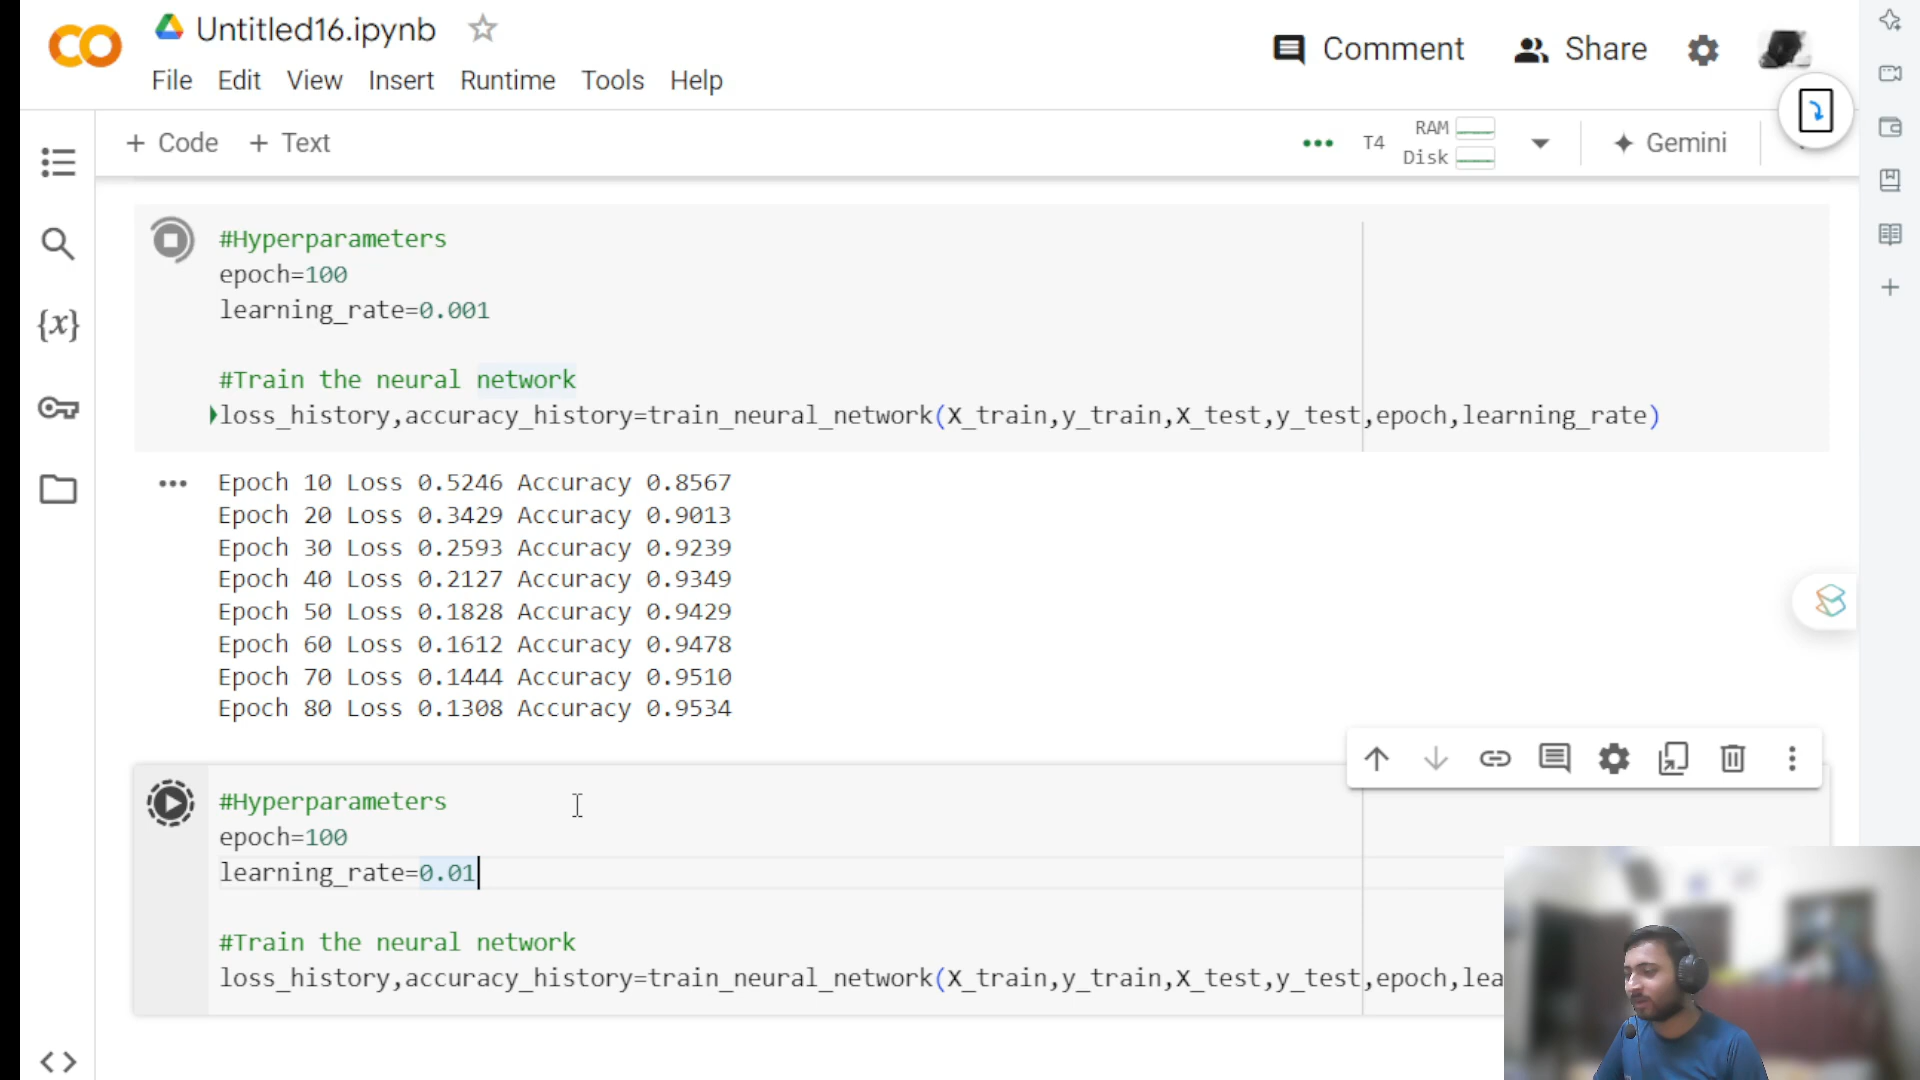 Untitled16.ipynb
Comment Share
File Edit View Insert Runtime Tools Help
+ Code + Text
T4 RAM
Disk
Gemini
#Hyperparameters
epoch=100
learning_rate=0.001
#Train the neural network
loss_history,accuracy_history=train_neural_network(X_train,y_train,X_test,y_test,epoch,learning_rate)
Epoch 10 Loss 0.5246 Accuracy 0.8567
Epoch 20 Loss 0.3429 Accuracy 0.9013
Epoch 30 Loss 0.2593 Accuracy 0.9239
Epoch 40 Loss 0.2127 Accuracy 0.9349
Epoch 50 Loss 0.1828 Accuracy 0.9429
Epoch 60 Loss 0.1612 Accuracy 0.9478
Epoch 70 Loss 0.1444 Accuracy 0.9510
Epoch 80 Loss 0.1308 Accuracy 0.9534
#Hyperparameters
epoch=100
learning_rate=0.01
#Train the neural network
loss_history,accuracy_history=train_neural_network(X_train,y_train,X_test,y_test,epoch,lea